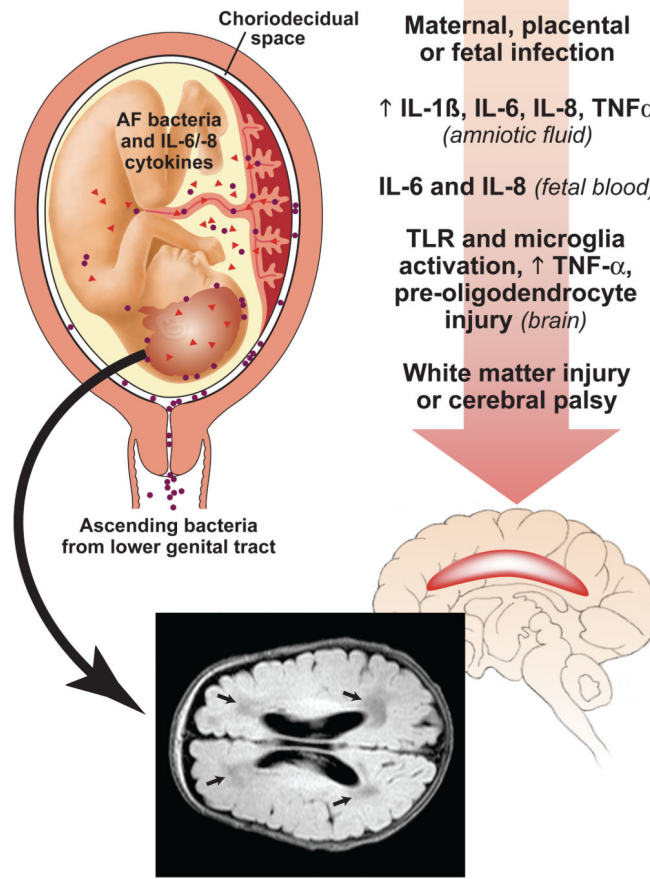 Choriodecidual
space
AF bacteria
and IL-6/-8
cytokines
Ascending bacteria
from lower genital tract
Maternal, placental
or fetal infection
↑ IL-1ß, IL-6, IL-8, TNFα
(amniotic fluid)
IL-6 and IL-8 (fetal blood)
TLR and microglia
activation, ↑ TNF-α,
pre-oligodendrocyte
injury (brain)
White matter injury
or cerebral palsy